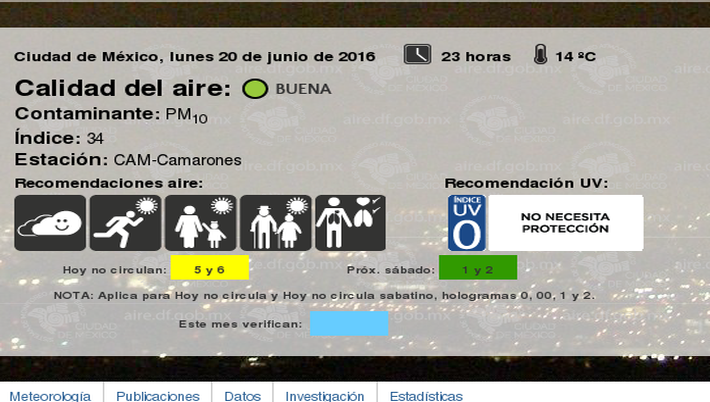 Ciudad de México, lunes 20 de junio de 2016 23 horas 14 ºC
Calidad del aire: BUENA
Contaminante: PM10
Índice: 34
Estación: CAM-Camarones
Recomendaciones aire: Recomendación UV:
ÍNDICE UV 0 NO NECESITA PROTECCIÓN
Hoy no circulan: 5 y 6 Próx. sábado: 1 y 2
NOTA: Aplica para Hoy no circula y Hoy no circula sabatino, hologramas 0, 00, 1 y 2.
Este mes verifican:
Meteorología Publicaciones Datos Investigación Estadísticas
aire.df.gob.mx
CIUDAD DE MÉXICO